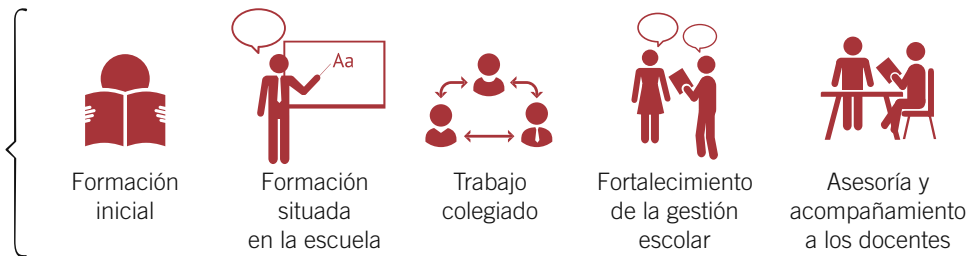 Aa
Formación
inicial
Formación
situada
en la escuela
Trabajo
colegiado
Fortalecimiento
de la gestión
escolar
Asesoría y
acompañamiento
a los docentes